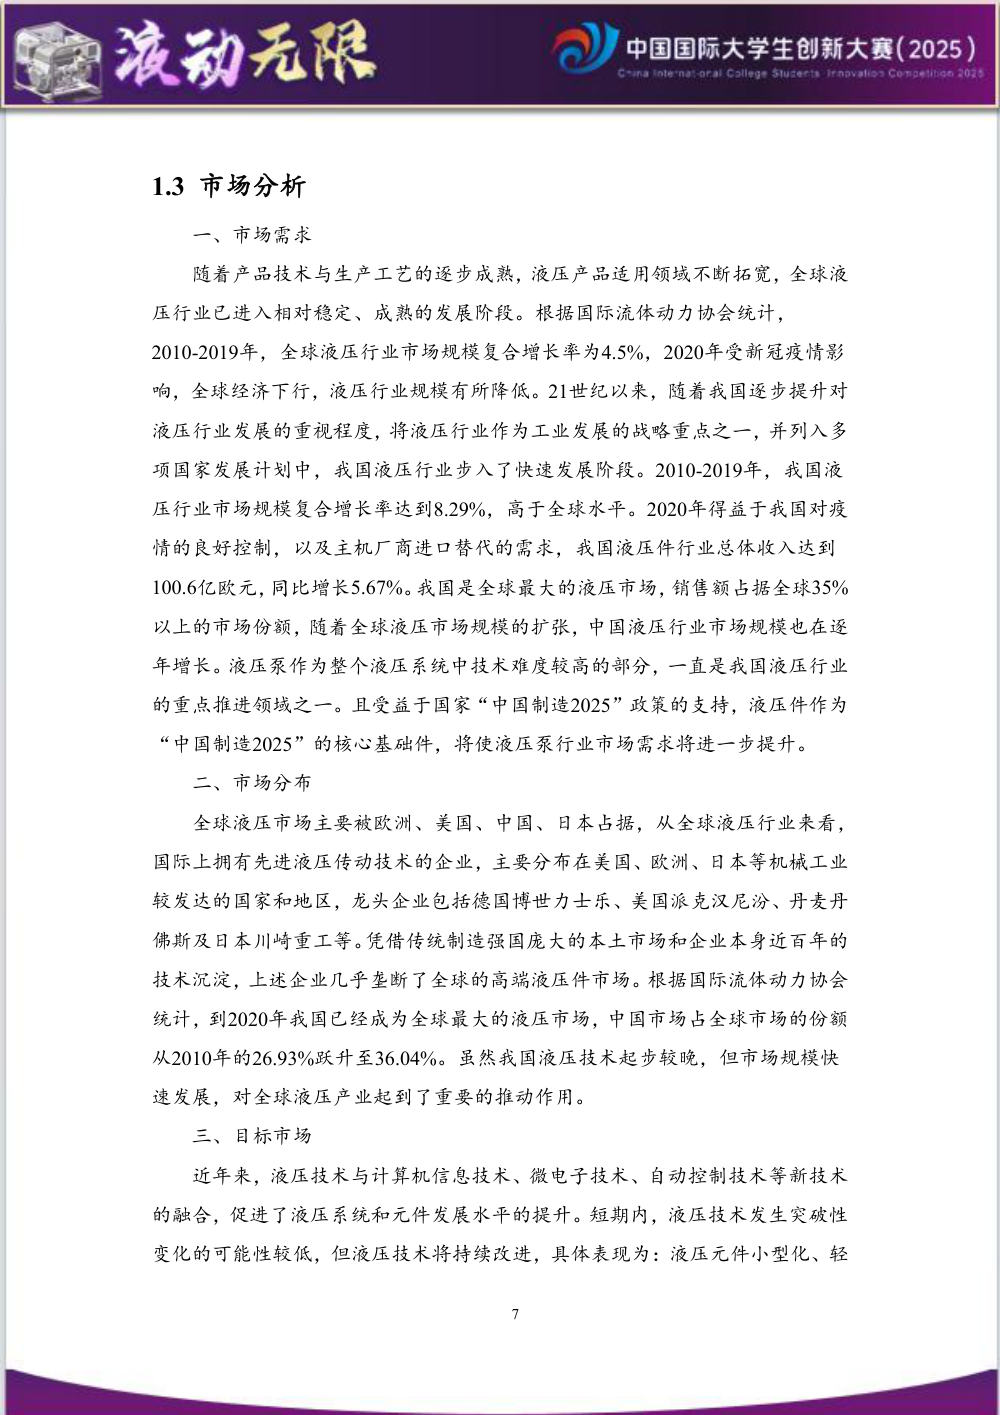 液动无限
中国国际大学生创新大赛(2025)
China International College Students' Innovation Competition 2025
1.3 市场分析
一、市场需求
随着产品技术与生产工艺的逐步成熟，液压产品适用领域不断拓宽，全球液
压行业已进入相对稳定、成熟的发展阶段。根据国际流体动力协会统计，
2010-2019年，全球液压行业市场规模复合增长率为4.5%，2020年受新冠疫情影
响，全球经济下行，液压行业规模有所降低。21世纪以来，随着我国逐步提升对
液压行业发展的重视程度，将液压行业作为工业发展的战略重点之一，并列入多
项国家发展计划中，我国液压行业步入了快速发展阶段。2010-2019年，我国液
压行业市场规模复合增长率达到8.29%，高于全球水平。2020年得益于我国对疫
情的良好控制，以及主机厂商进口替代的需求，我国液压件行业总体收入达到
100.6亿欧元，同比增长5.67%。我国是全球最大的液压市场，销售额占据全球35%
以上的市场份额，随着全球液压市场规模的扩张，中国液压行业市场规模也在逐
年增长。液压泵作为整个液压系统中技术难度较高的部分，一直是我国液压行业
的重点推进领域之一。且受益于国家“中国制造2025”政策的支持，液压件作为
“中国制造2025”的核心基础件，将使液压泵行业市场需求将进一步提升。
二、市场分布
全球液压市场主要被欧洲、美国、中国、日本占据，从全球液压行业来看，
国际上拥有先进液压传动技术的企业，主要分布在美国、欧洲、日本等机械工业
较发达的国家和地区，龙头企业包括德国博世力士乐、美国派克汉尼汾、丹麦丹
佛斯及日本川崎重工等。凭借传统制造强国庞大的本土市场和企业本身近百年的
技术沉淀，上述企业几乎垄断了全球的高端液压件市场。根据国际流体动力协会
统计，到2020年我国已经成为全球最大的液压市场，中国市场占全球市场的份额
从2010年的26.93%跃升至36.04%。虽然我国液压技术起步较晚，但市场规模快
速发展，对全球液压产业起到了重要的推动作用。
三、目标市场
近年来，液压技术与计算机信息技术、微电子技术、自动控制技术等新技术
的融合，促进了液压系统和元件发展水平的提升。短期内，液压技术发生突破性
变化的可能性较低，但液压技术将持续改进，具体表现为：液压元件小型化、轻
7